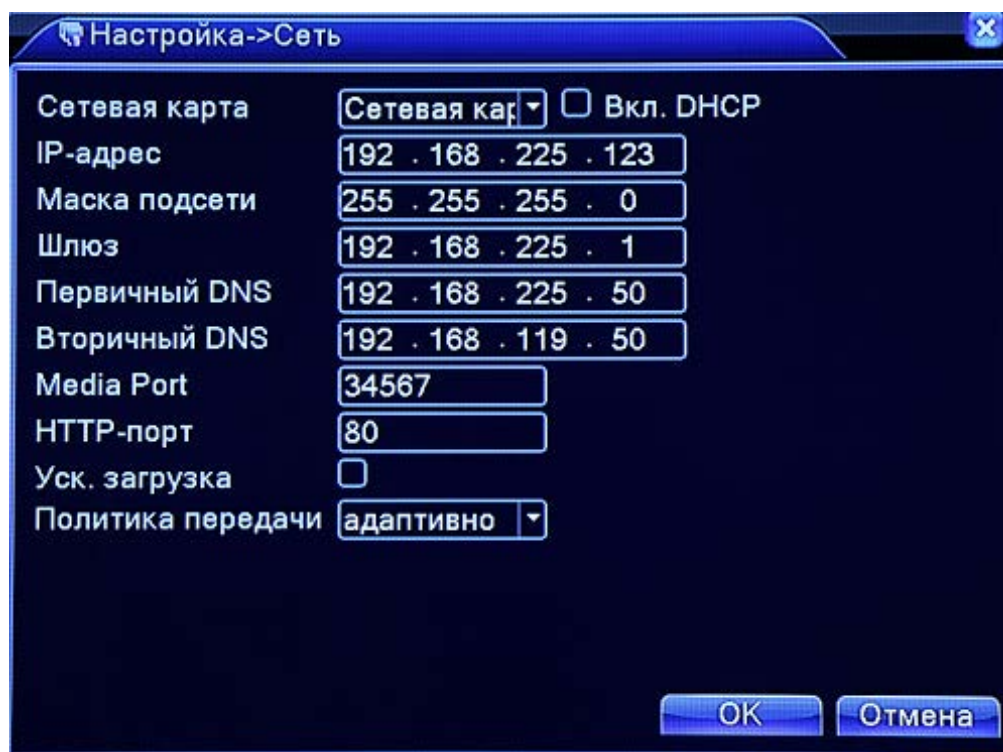 Настройка->Сеть
Сетевая карта Сетевая кар Вкл. DHCP
IP-адрес 192 . 168 . 225 . 123
Маска подсети 255 . 255 . 255 . 0
Шлюз 192 . 168 . 225 . 1
Первичный DNS 192 . 168 . 225 . 50
Вторичный DNS 192 . 168 . 119 . 50
Media Port 34567
HTTP-порт 80
Уск. загрузка
Политика передачи адаптивно
OK Отмена